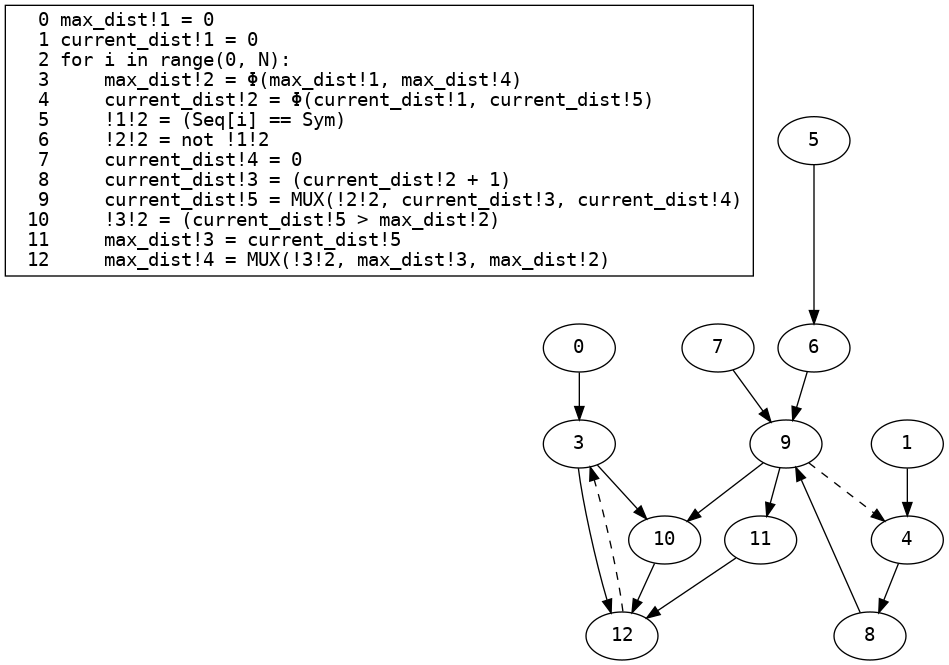 0 max_dist!1 = 0
1 current_dist!1 = 0
2 for i in range(0, N):
3     max_dist!2 = Φ(max_dist!1, max_dist!4)
4     current_dist!2 = Φ(current_dist!1, current_dist!5)
5     !1!2 = (Seq[i] == Sym)
6     !2!2 = not !1!2
7     current_dist!4 = 0
8     current_dist!3 = (current_dist!2 + 1)
9     current_dist!5 = MUX(!2!2, current_dist!3, current_dist!4)
10     !3!2 = (current_dist!5 > max_dist!2)
11     max_dist!3 = current_dist!5
12     max_dist!4 = MUX(!3!2, max_dist!3, max_dist!2)
5
0
7
6
3
9
1
10
11
4
12
8